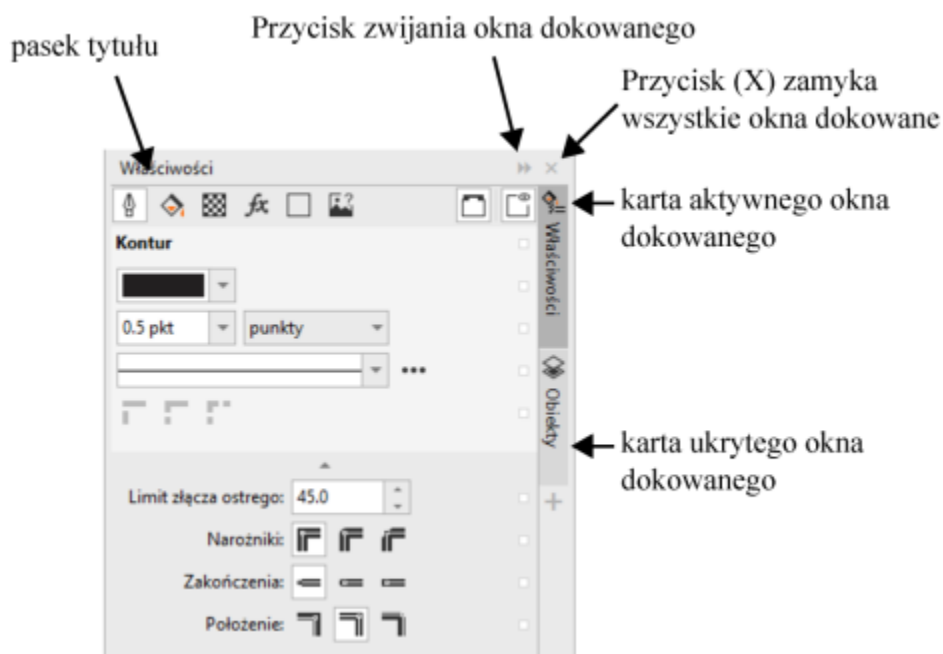 pasek tytułu
Przycisk zwijania okna dokowanego
Przycisk (X) zamyka
wszystkie okna dokowane
Właściwości
fx
karta aktywnego okna
dokowanego
Kontur
Właściwości
0.5 pkt
punkty
Obiekty
karta ukrytego okna
dokowanego
Limit złącza ostrego: 45.0
Narożniki:
Zakończenia:
Położenie: